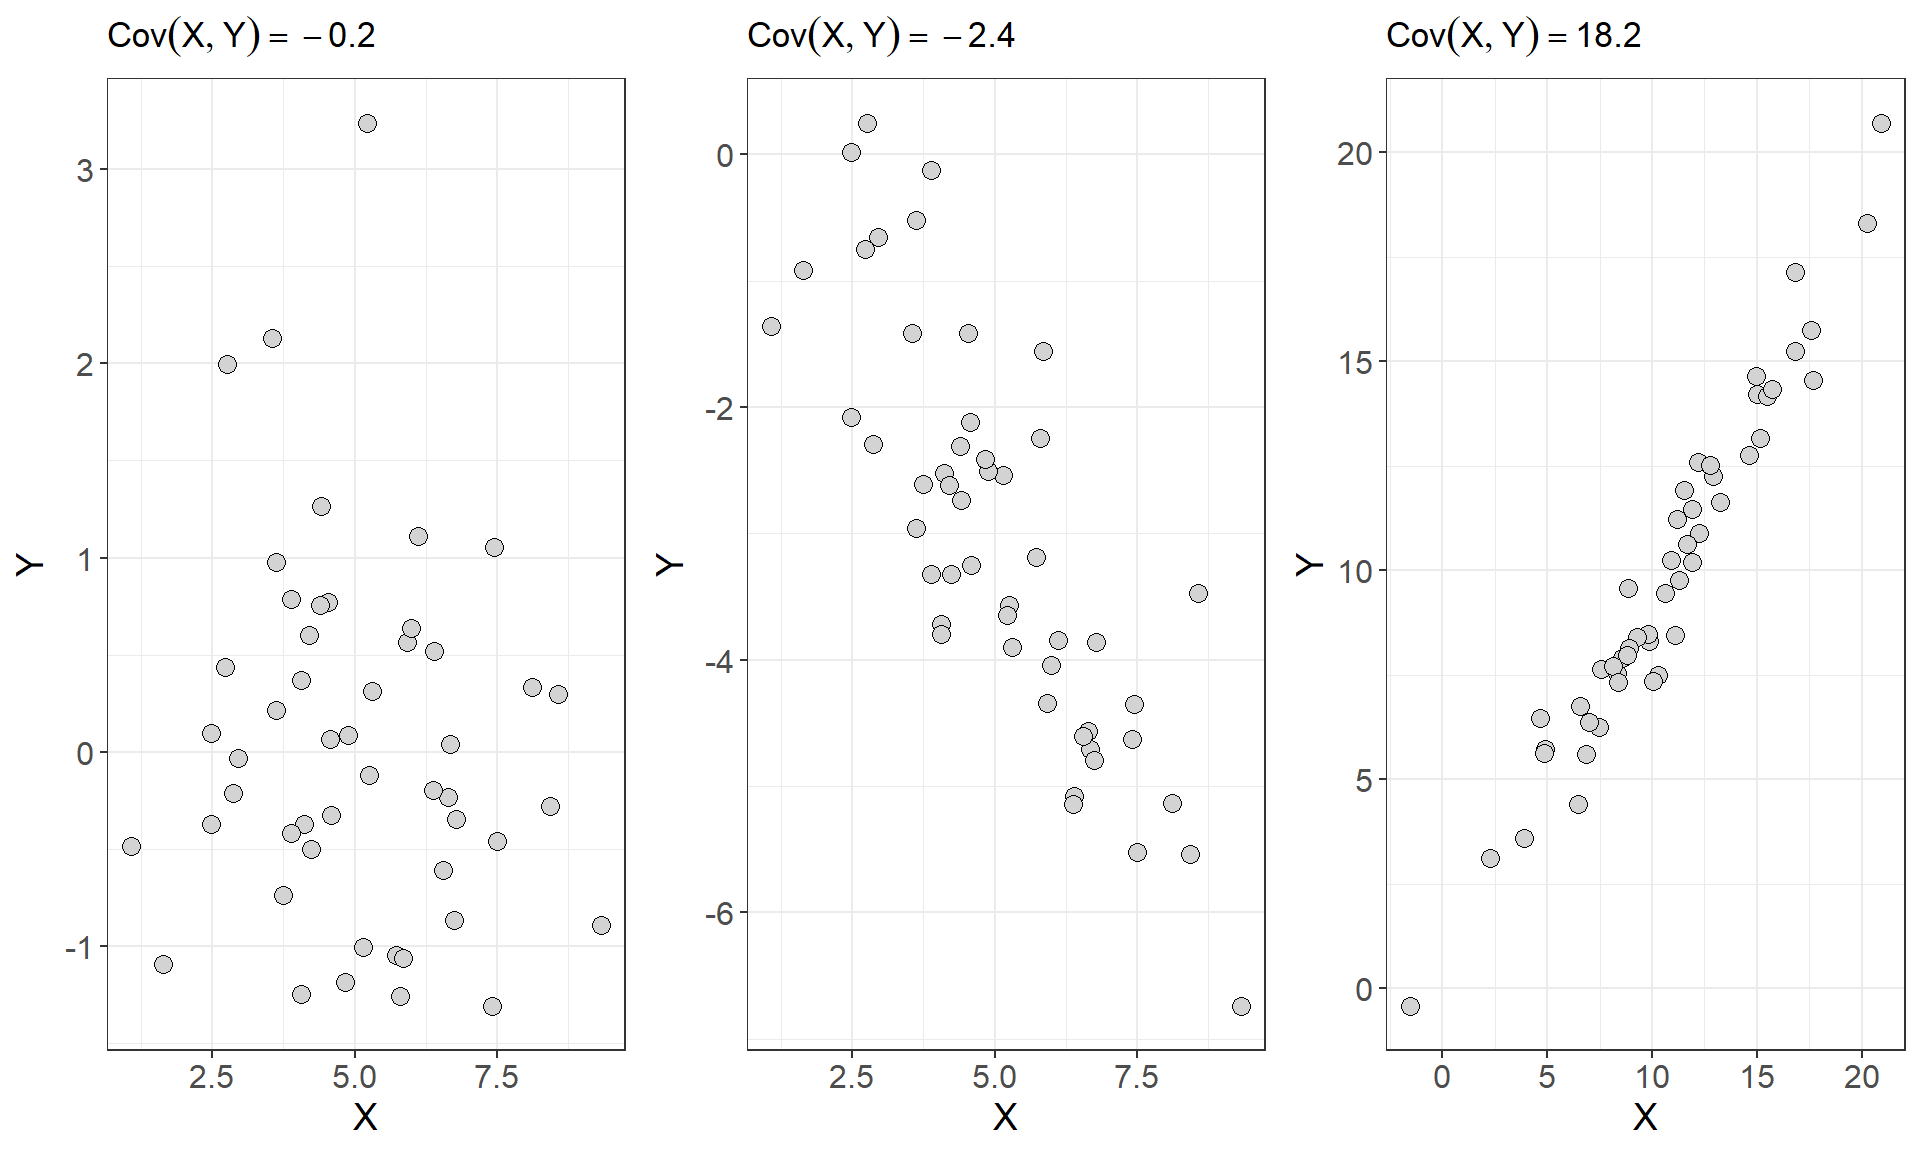 Cov(X, Y) = −0.2
3
2
1
0
-1
Y
2.5 5.0 7.5
X
Cov(X, Y) = −2.4
0
-2
-4
-6
Y
2.5 5.0 7.5
X
Cov(X, Y) = 18.2
20
15
10
5
0
Y
0 5 10 15 20
X